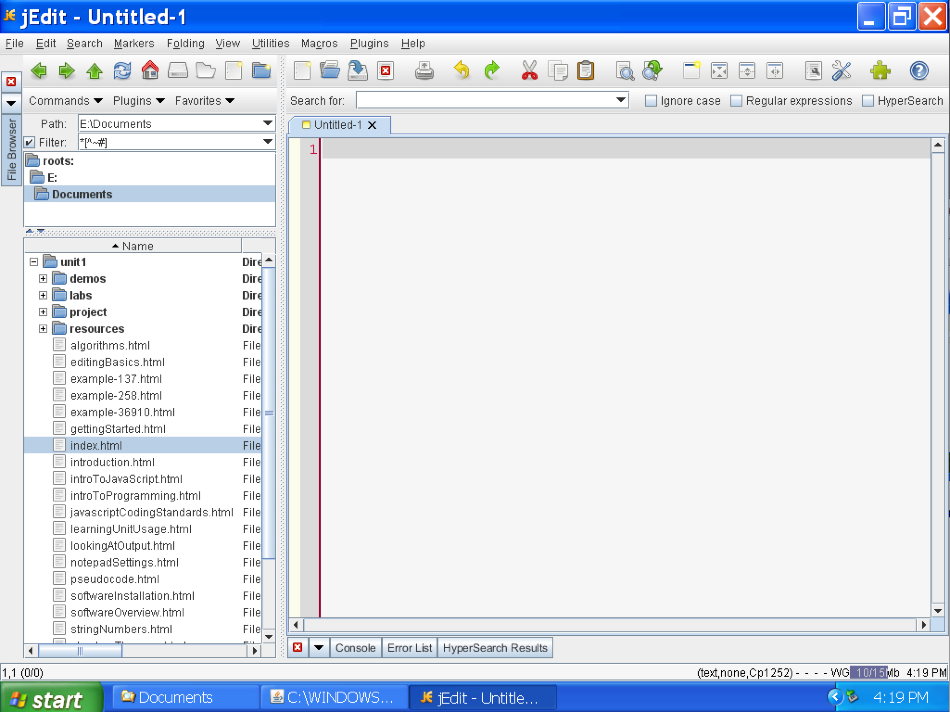 jEdit - Untitled-1
File Edit Search Markers Folding View Utilities Macros Plugins Help
Commands Plugins Favorites
Search for: Ignore case Regular expressions HyperSearch
File Browser
Path: E:\Documents
Filter: *[^~#]
Untitled-1
roots:
E:
Documents
1
Name
unit1 Dire
demos Dire
labs Dire
project Dire
resources Dire
algorithms.html File
editingBasics.html File
example-137.html File
example-258.html File
example-36910.html File
gettingStarted.html File
index.html File
introduction.html File
introToJavaScript.html File
introToProgramming.html File
javascriptCodingStandards.html File
learningUnitUsage.html File
lookingAtOutput.html File
notepadSettings.html File
pseudocode.html File
softwareInstallation.html File
softwareOverview.html File
stringNumbers.html File
Console Error List HyperSearch Results
1,1 (0/0) (text,none,Cp1252) - - - - WG 10/15Mb 4:19 PM
start Documents C:\WINDOWS... jEdit - Untitle... 4:19 PM